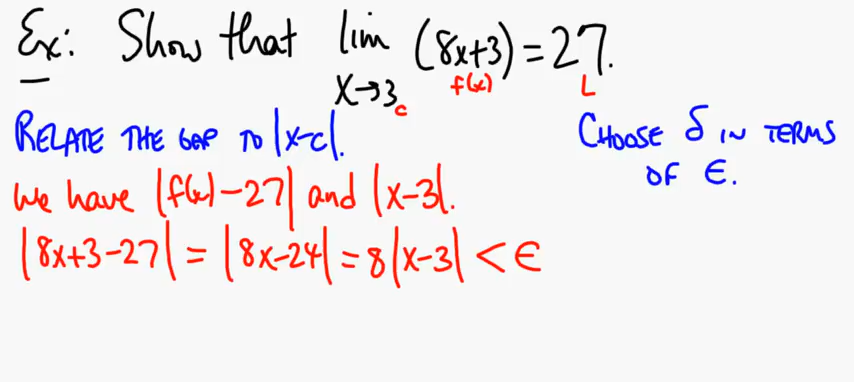 Ex: Show that lim (8x+3) = 27.
x→3 c f(x) L
RELATE THE GAP TO |x-c|.
CHOOSE δ IN TERMS
OF ϵ.
We have |f(x)-27| and |x-3|.
|8x+3-27| = |8x-24| = 8|x-3| < ϵ